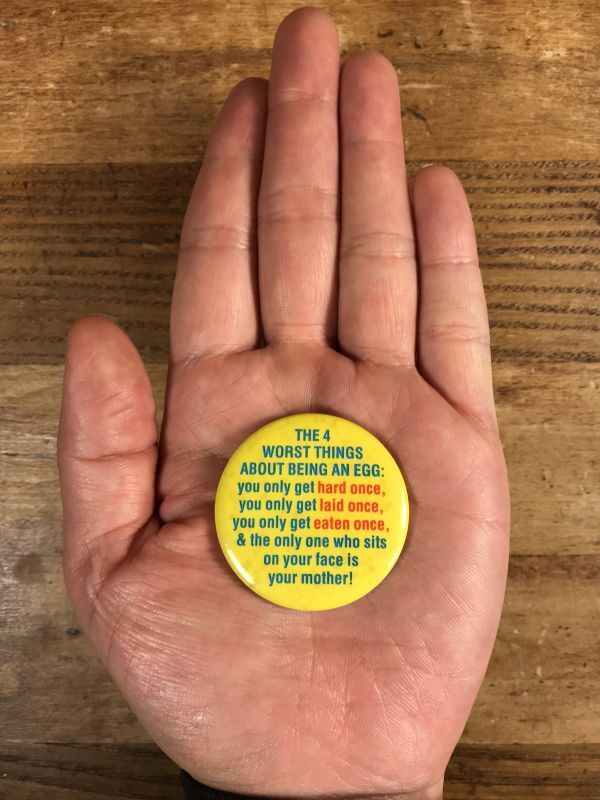 THE 4
WORST THINGS
ABOUT BEING AN EGG:
you only get hard once,
you only get laid once,
you only get eaten once,
& the only one who sits
on your face is
your mother!